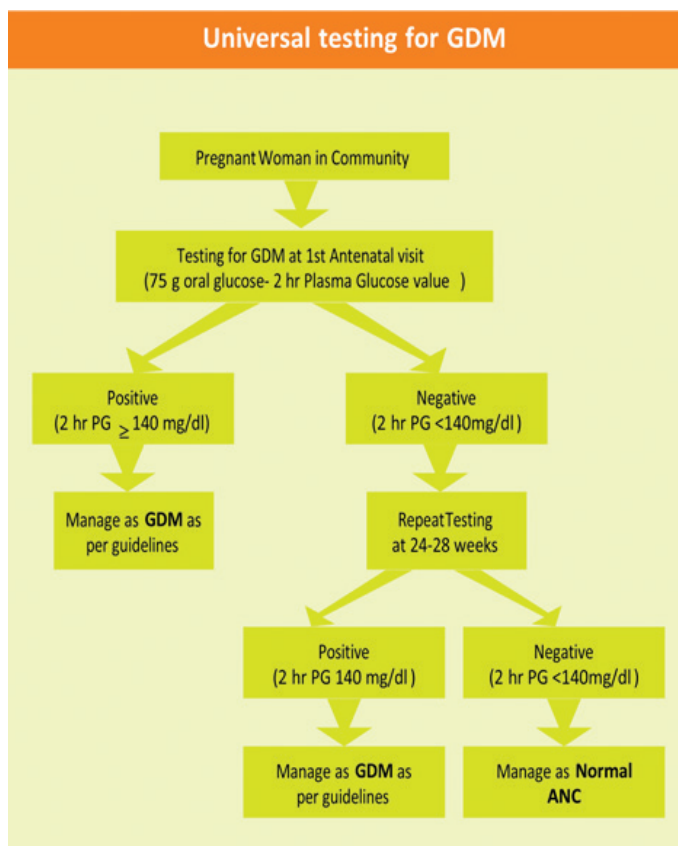 Universal testing for GDM
Pregnant Woman in Community
Testing for GDM at 1st Antenatal visit
(75 g oral glucose- 2 hr Plasma Glucose value )
Positive
(2 hr PG ≥ 140 mg/dl)
Negative
(2 hr PG <140mg/dl )
Manage as GDM as
per guidelines
RepeatTesting
at 24-28 weeks
Positive
(2 hr PG 140 mg/dl )
Negative
(2 hr PG <140mg/dl )
Manage as GDM as
per guidelines
Manage as Normal
ANC